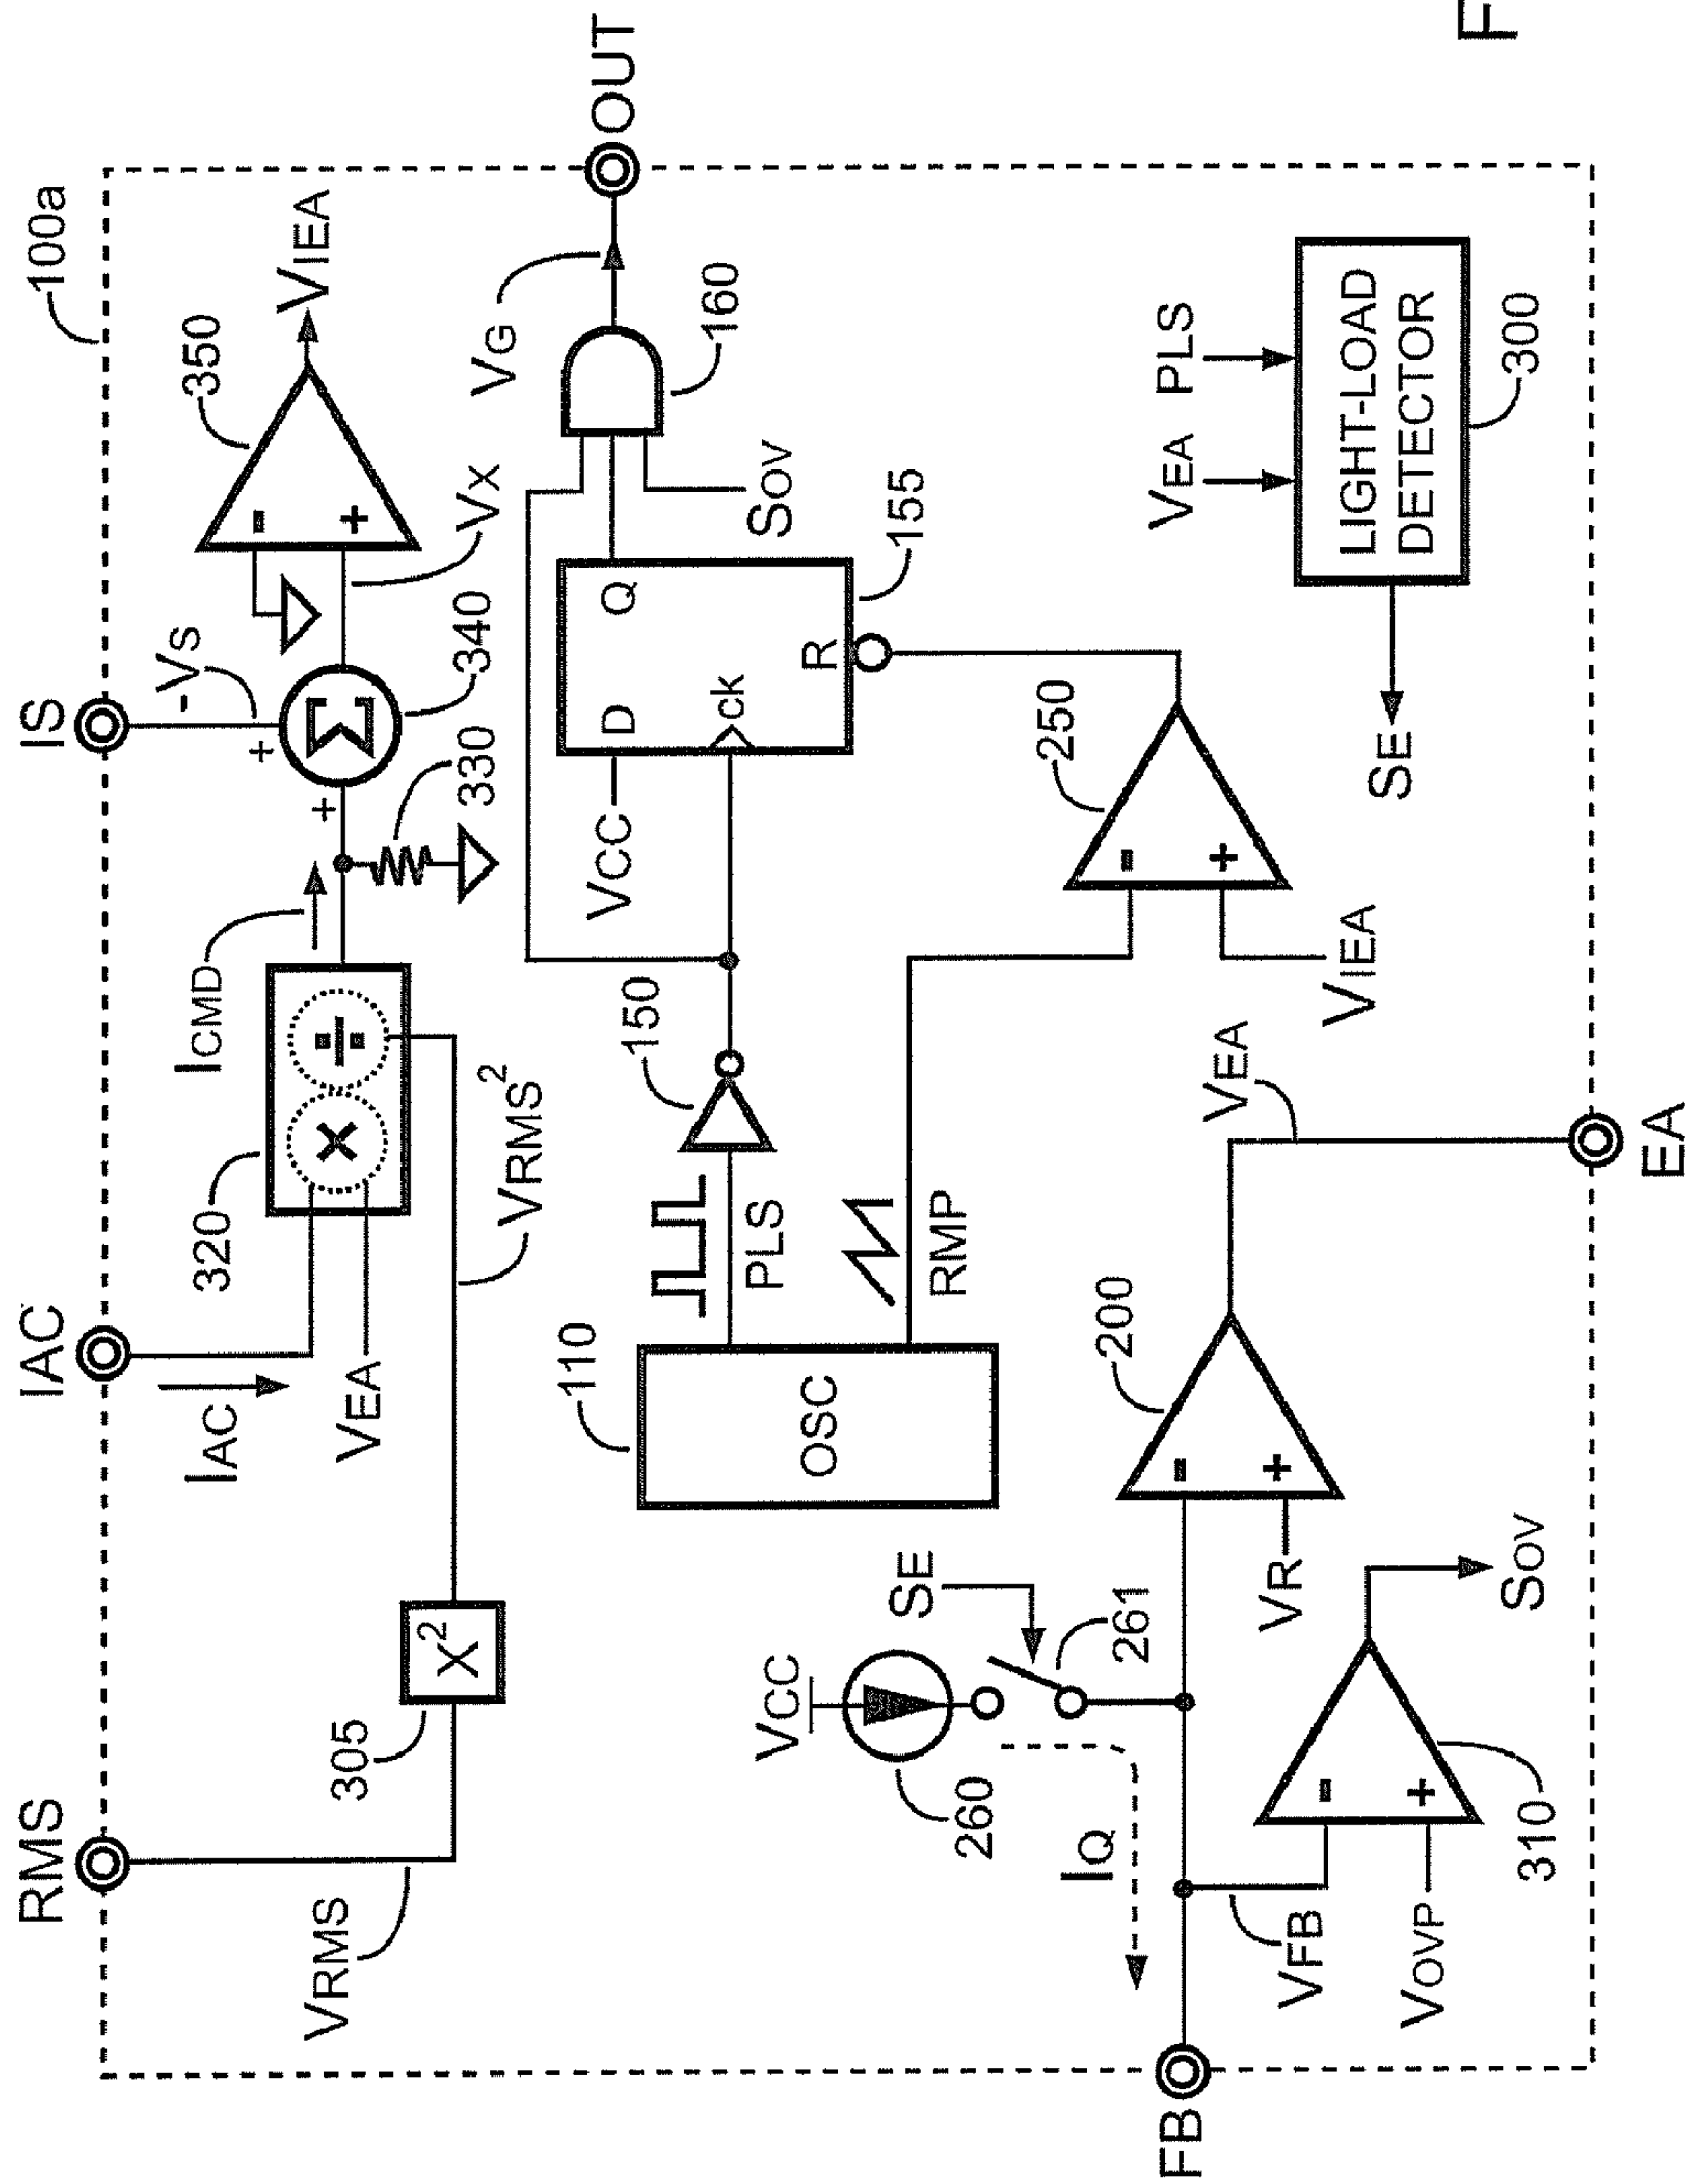 RMS
IAC
IS
100a
VRMS
305
X²
IAC
VEA
320
×
÷
VRMS²
ICMD
+
+
-VS
Σ
340
330
VX
350
-
+
VIEA
110
OSC
PLS
RMP
150
VCC
D
Q
ck
R
155
SOV
VG
160
OUT
VCC
260
SE
261
IQ
FB
VFB
VOVP
-
+
310
SOV
VR
-
+
200
VEA
EA
VIEA
-
+
250
VEA
PLS
LIGHT-LOAD
DETECTOR
300
SE
F